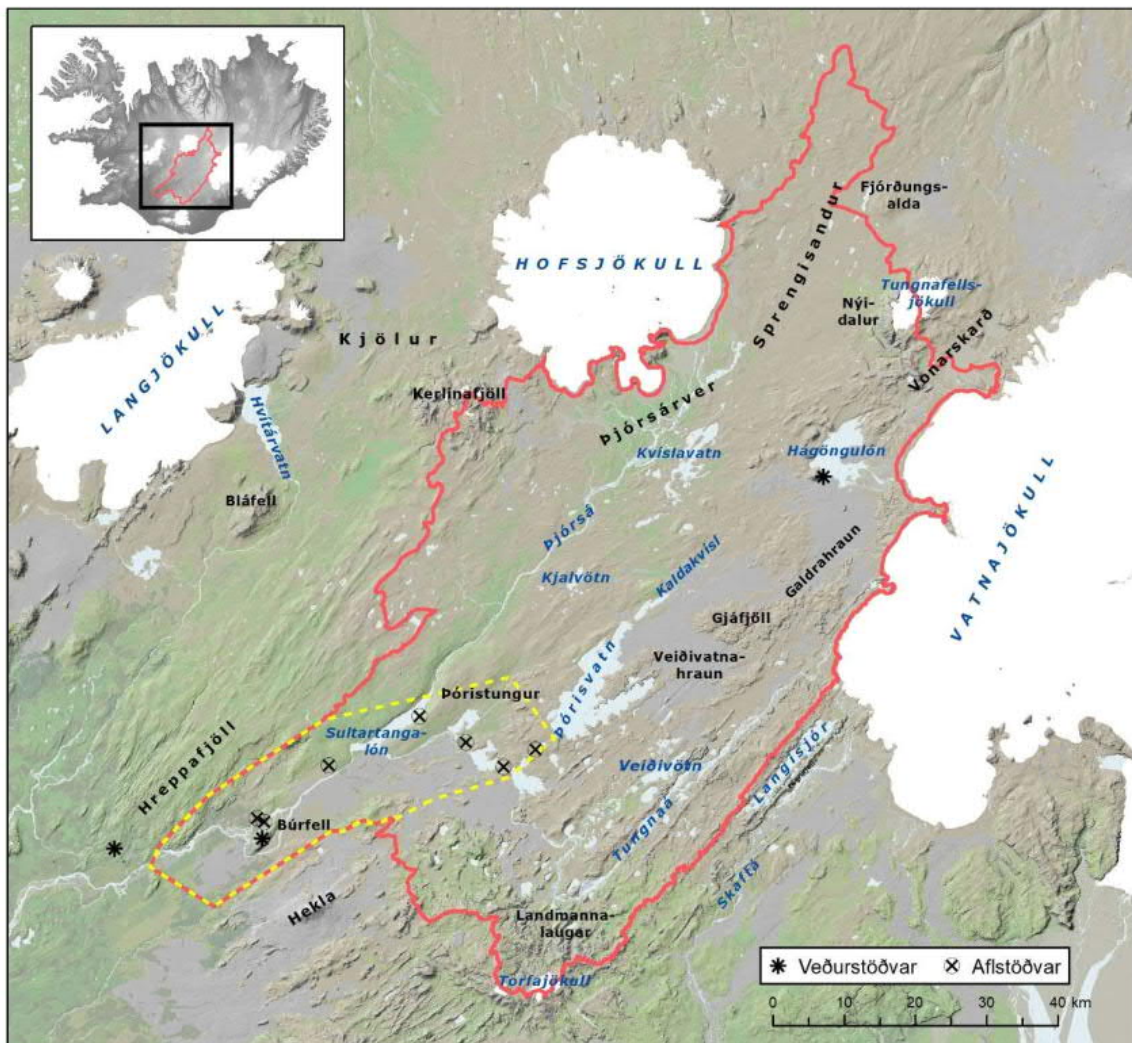 Fjórðungs-
alda
HOFSJÖKULL
Sprengisandur
Tungnafells-
jökull
Nýi-
dalur
Vonarskarð
Kjölur
LANGJÖKULL
Kerlinafjöll
Hvítárvatn
Þjórsárver
Kvíslavatn
Hágöngulón
Bláfell
VATNAJÖKULL
Þjórsá
Kaldakvísl
Kjalvötn
Galdrahraun
Gjáfjöll
Veiðivatna-
hraun
Þórisvatn
Þóristungur
Sultartanga-
lón
Hreppafjöll
Veiðivötn
Langisjór
Búrfell
Tungnaá
Skaftá
Hekla
Landmanna-
laugar
Torfajökull
Veðurstöðvar Aflstöðvar
0 10 20 30 40 km